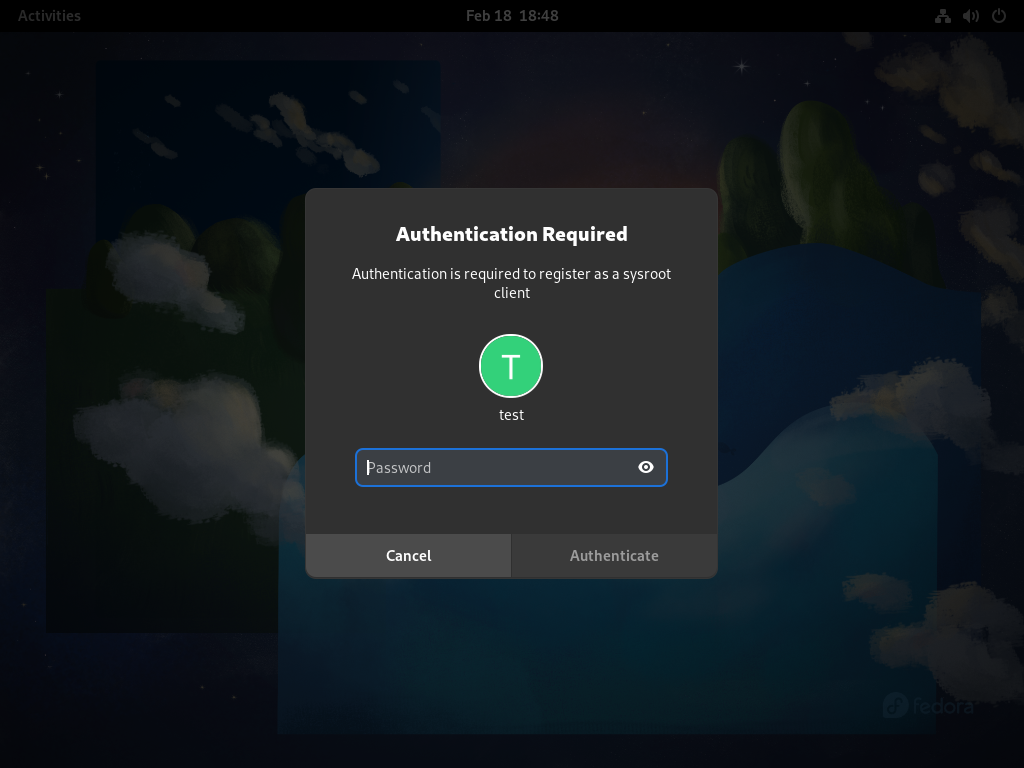 Activities
Feb 18 18:48
Authentication Required
Authentication is required to register as a sysroot
client
T
test
Password
Cancel
Authenticate
fedora